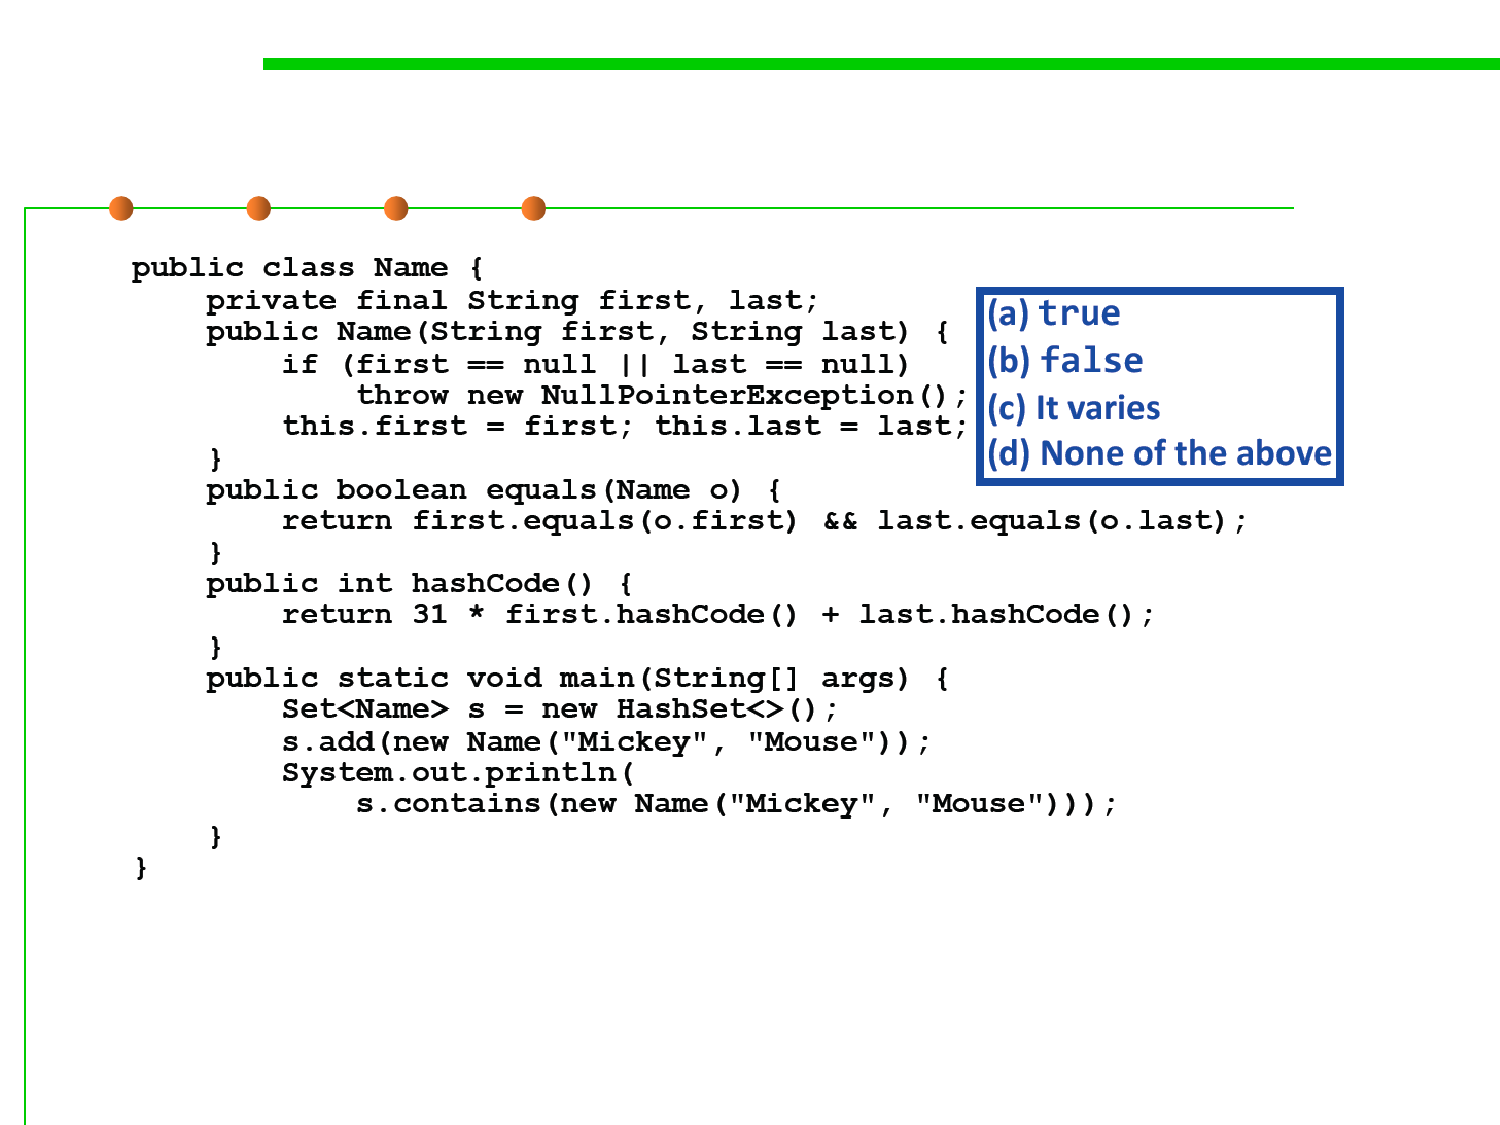 public class Name {
    private final String first, last;
    public Name(String first, String last) {
        if (first == null || last == null)
            throw new NullPointerException();
        this.first = first; this.last = last;
    }
    public boolean equals(Name o) {
        return first.equals(o.first) && last.equals(o.last);
    }
    public int hashCode() {
        return 31 * first.hashCode() + last.hashCode();
    }
    public static void main(String[] args) {
        Set<Name> s = new HashSet<>();
        s.add(new Name("Mickey", "Mouse"));
        System.out.println(
            s.contains(new Name("Mickey", "Mouse")));
    }
}
(a) true
(b) false
(c) It varies
(d) None of the above